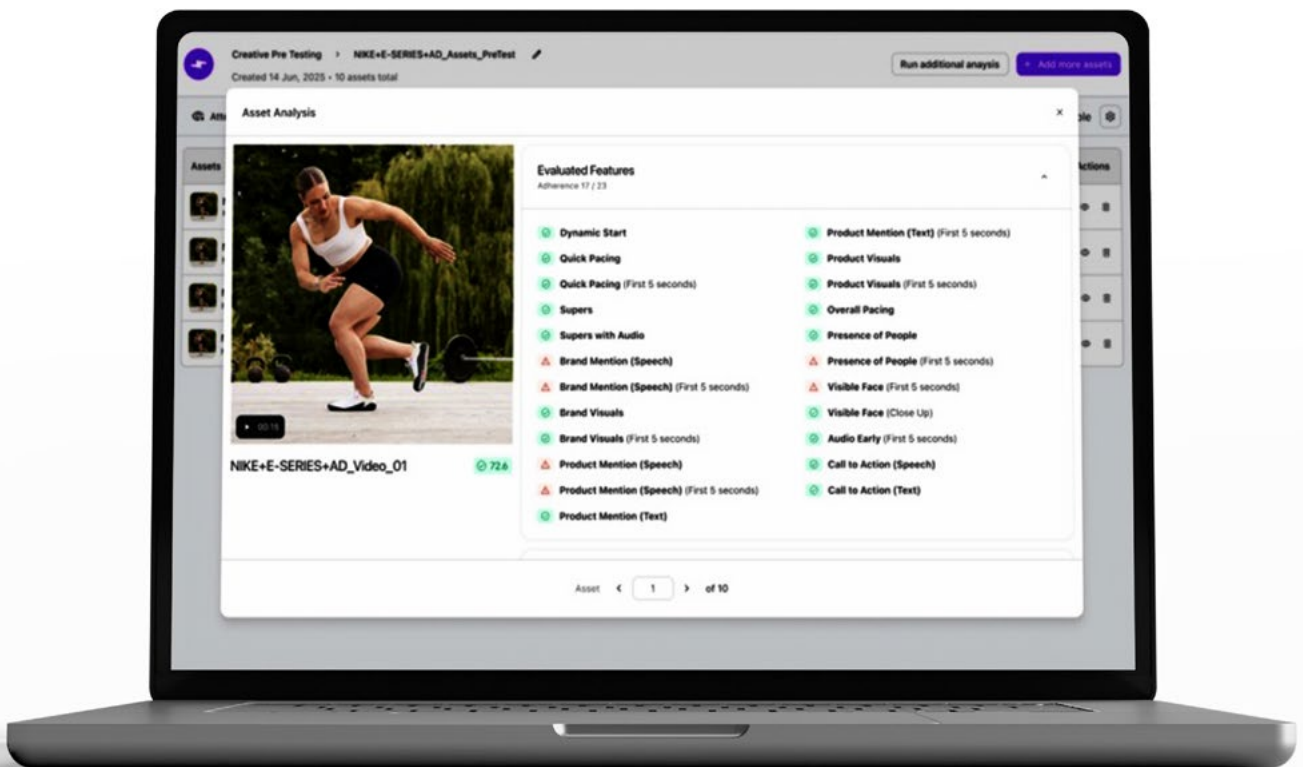 Creative Pre Testing > NIKE+E-SERIES+AD_Assets_PreTest
Created 14 Jun, 2025 • 10 assets total
Run additional anaysis
+ Add more assets
Asset Analysis
×
Assets
Actions
NIKE+E-SERIES+AD_Video_01
72.6
00:15
Evaluated Features
Adherence 17 / 23
Dynamic Start
Quick Pacing
Quick Pacing (First 5 seconds)
Supers
Supers with Audio
Brand Mention (Speech)
Brand Mention (Speech) (First 5 seconds)
Brand Visuals
Brand Visuals (First 5 seconds)
Product Mention (Speech)
Product Mention (Speech) (First 5 seconds)
Product Mention (Text)
Product Mention (Text) (First 5 seconds)
Product Visuals
Product Visuals (First 5 seconds)
Overall Pacing
Presence of People
Presence of People (First 5 seconds)
Visible Face (First 5 seconds)
Visible Face (Close Up)
Audio Early (First 5 seconds)
Call to Action (Speech)
Call to Action (Text)
Asset < 1 > of 10